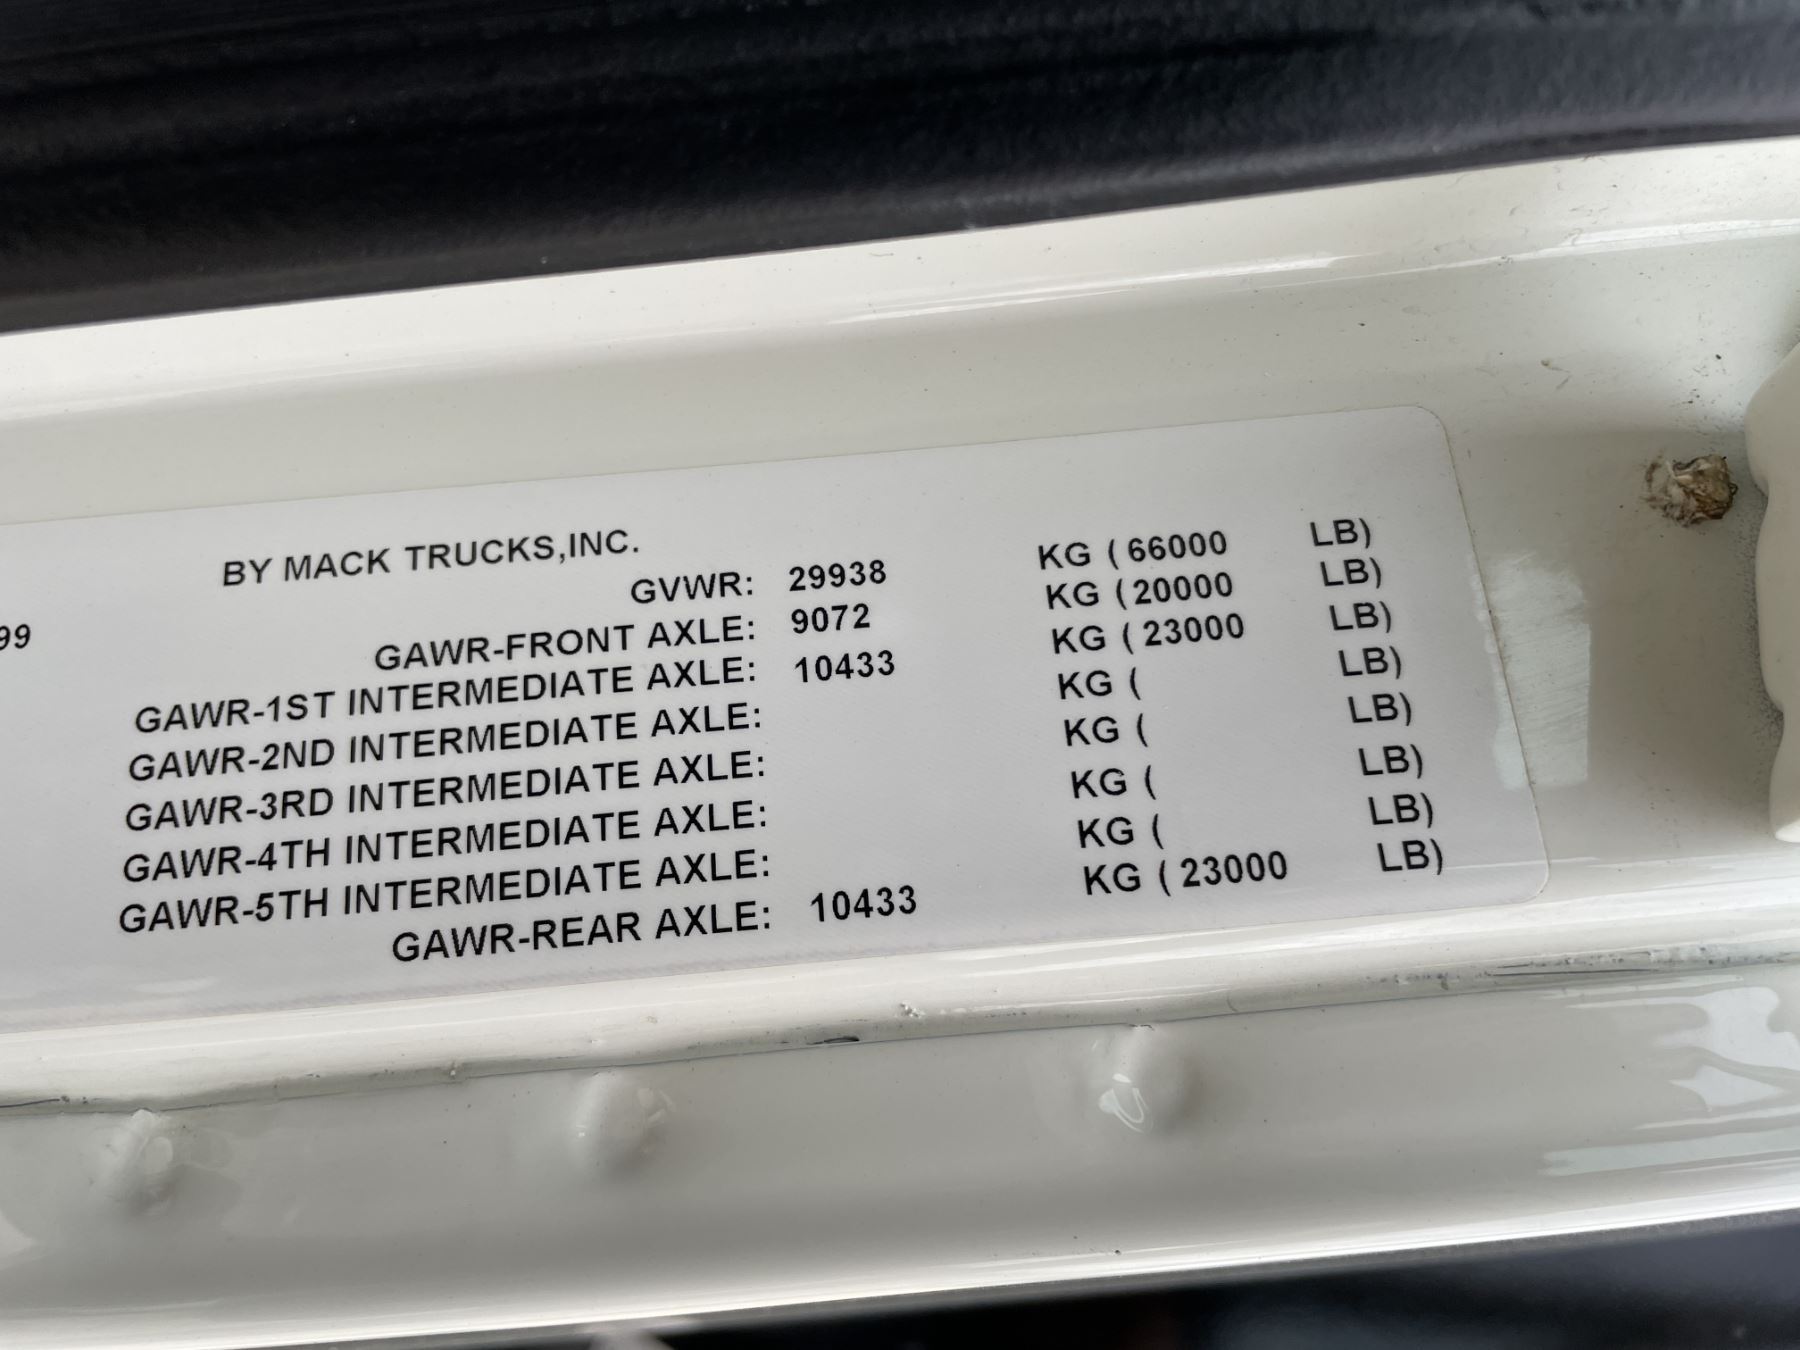 BY MACK TRUCKS,INC.
GVWR: 29938 KG ( 66000 LB)
99
GAWR-FRONT AXLE: 9072 KG ( 20000 LB)
GAWR-1ST INTERMEDIATE AXLE: 10433 KG ( 23000 LB)
GAWR-2ND INTERMEDIATE AXLE: KG ( LB)
GAWR-3RD INTERMEDIATE AXLE: KG ( LB)
GAWR-4TH INTERMEDIATE AXLE: KG ( LB)
GAWR-5TH INTERMEDIATE AXLE: KG ( LB)
GAWR-REAR AXLE: 10433 KG ( 23000 LB)